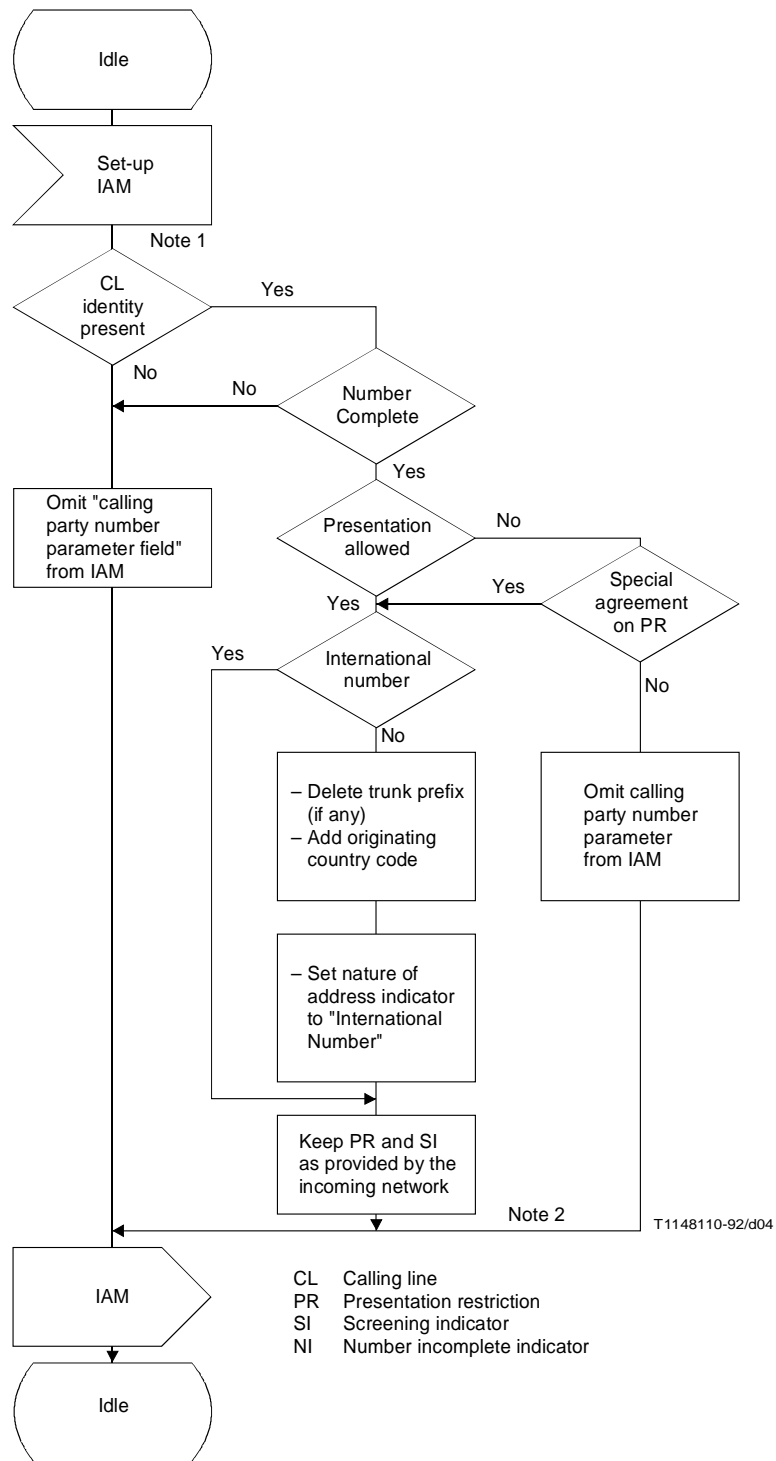 Idle
Set-up
IAM
Note 1
CL
identity
present
Yes
No
No
Number
Complete
Yes
Omit "calling
party number
parameter field"
from IAM
Presentation
allowed
No
Yes
Yes
Special
agreement
on PR
Yes
International
number
No
No
– Delete trunk prefix
(if any)
– Add originating
country code
Omit calling
party number
parameter
from IAM
– Set nature of
address indicator
to "International
Number"
Keep PR and SI
as provided by the
incoming network
Note 2
T1148110-92/d04
IAM
CL Calling line
PR Presentation restriction
SI Screening indicator
NI Number incomplete indicator
Idle